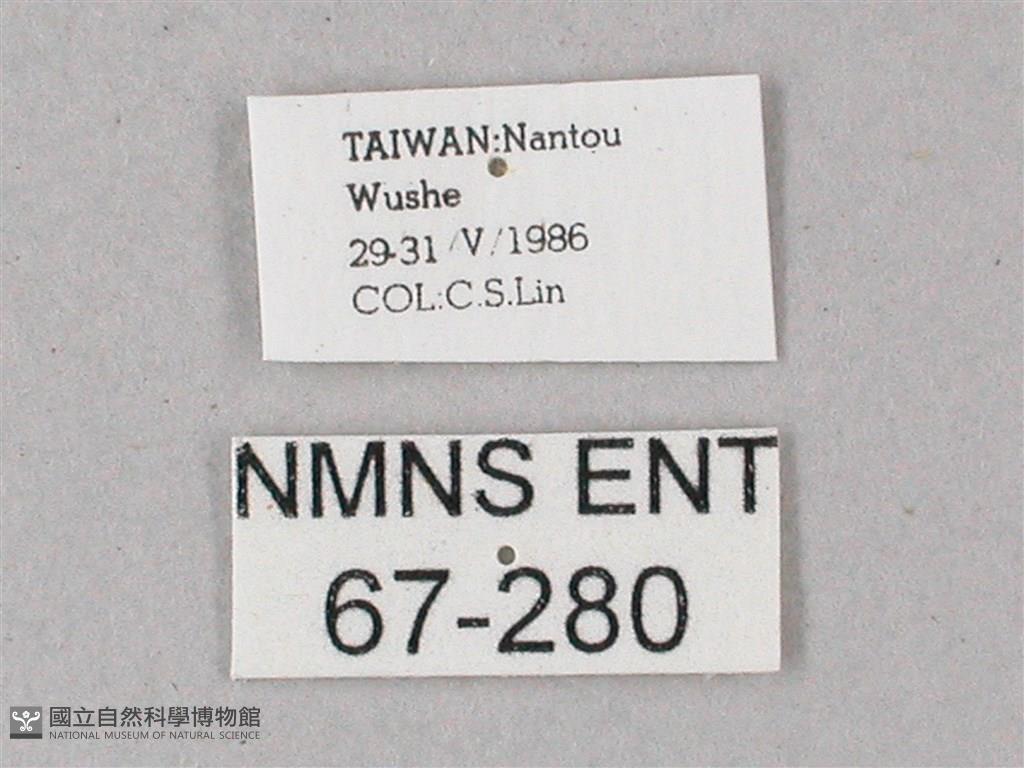 TAIWAN:Nantou
Wushe
29-31/V/1986
COL:C.S.Lin
NMNS ENT
67-280
國立自然科學博物館
NATIONAL MUSEUM OF NATURAL SCIENCE